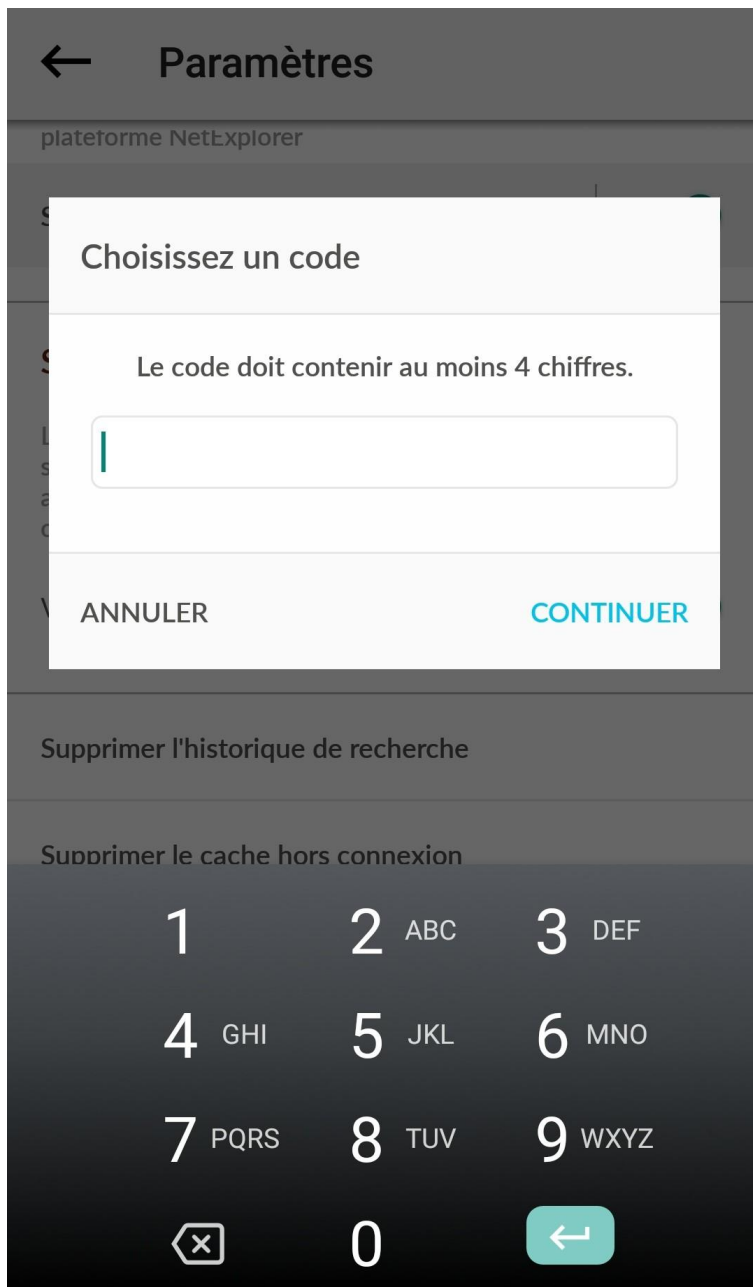 Paramètres
plateforme NetExplorer
Choisissez un code
Le code doit contenir au moins 4 chiffres.
ANNULER
CONTINUER
Supprimer l'historique de recherche
Supprimer le cache hors connexion
1
2 ABC
3 DEF
4 GHI
5 JKL
6 MNO
7 PQRS
8 TUV
9 WXYZ
0